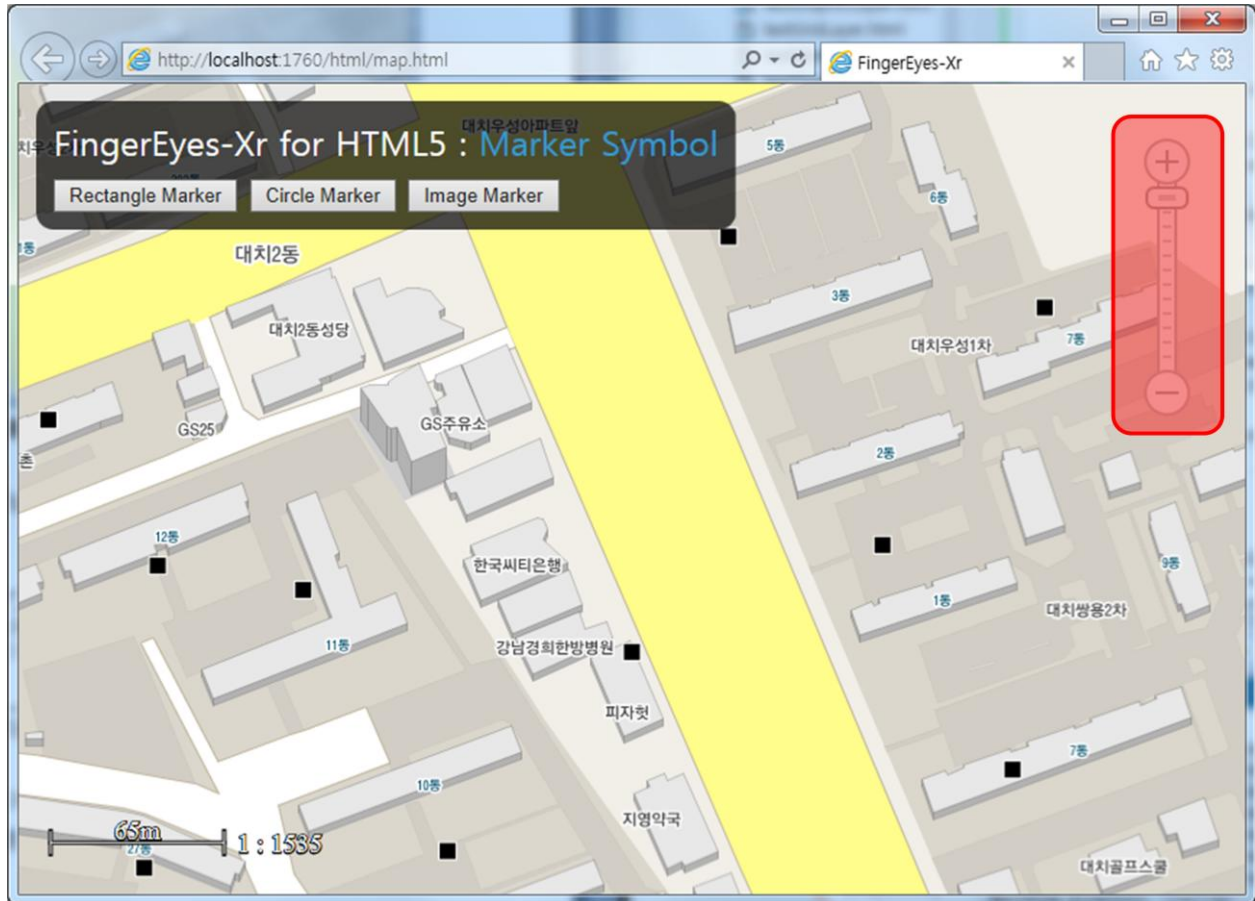 http://localhost:1760/html/map.html
FingerEyes-Xr
대치우성아파트앞
FingerEyes-Xr for HTML5 : Marker Symbol
Rectangle Marker
Circle Marker
Image Marker
5동
6동
대치2동
3동
대치2동성당
대치우성1차
7동
GS25
GS주유소
2동
촌
12동
한국씨티은행
9동
1동
대치쌍용2차
11동
강남경희한방병원
피자헛
7동
10동
지영약국
65m
1 : 1535
27동
대치골프스쿨